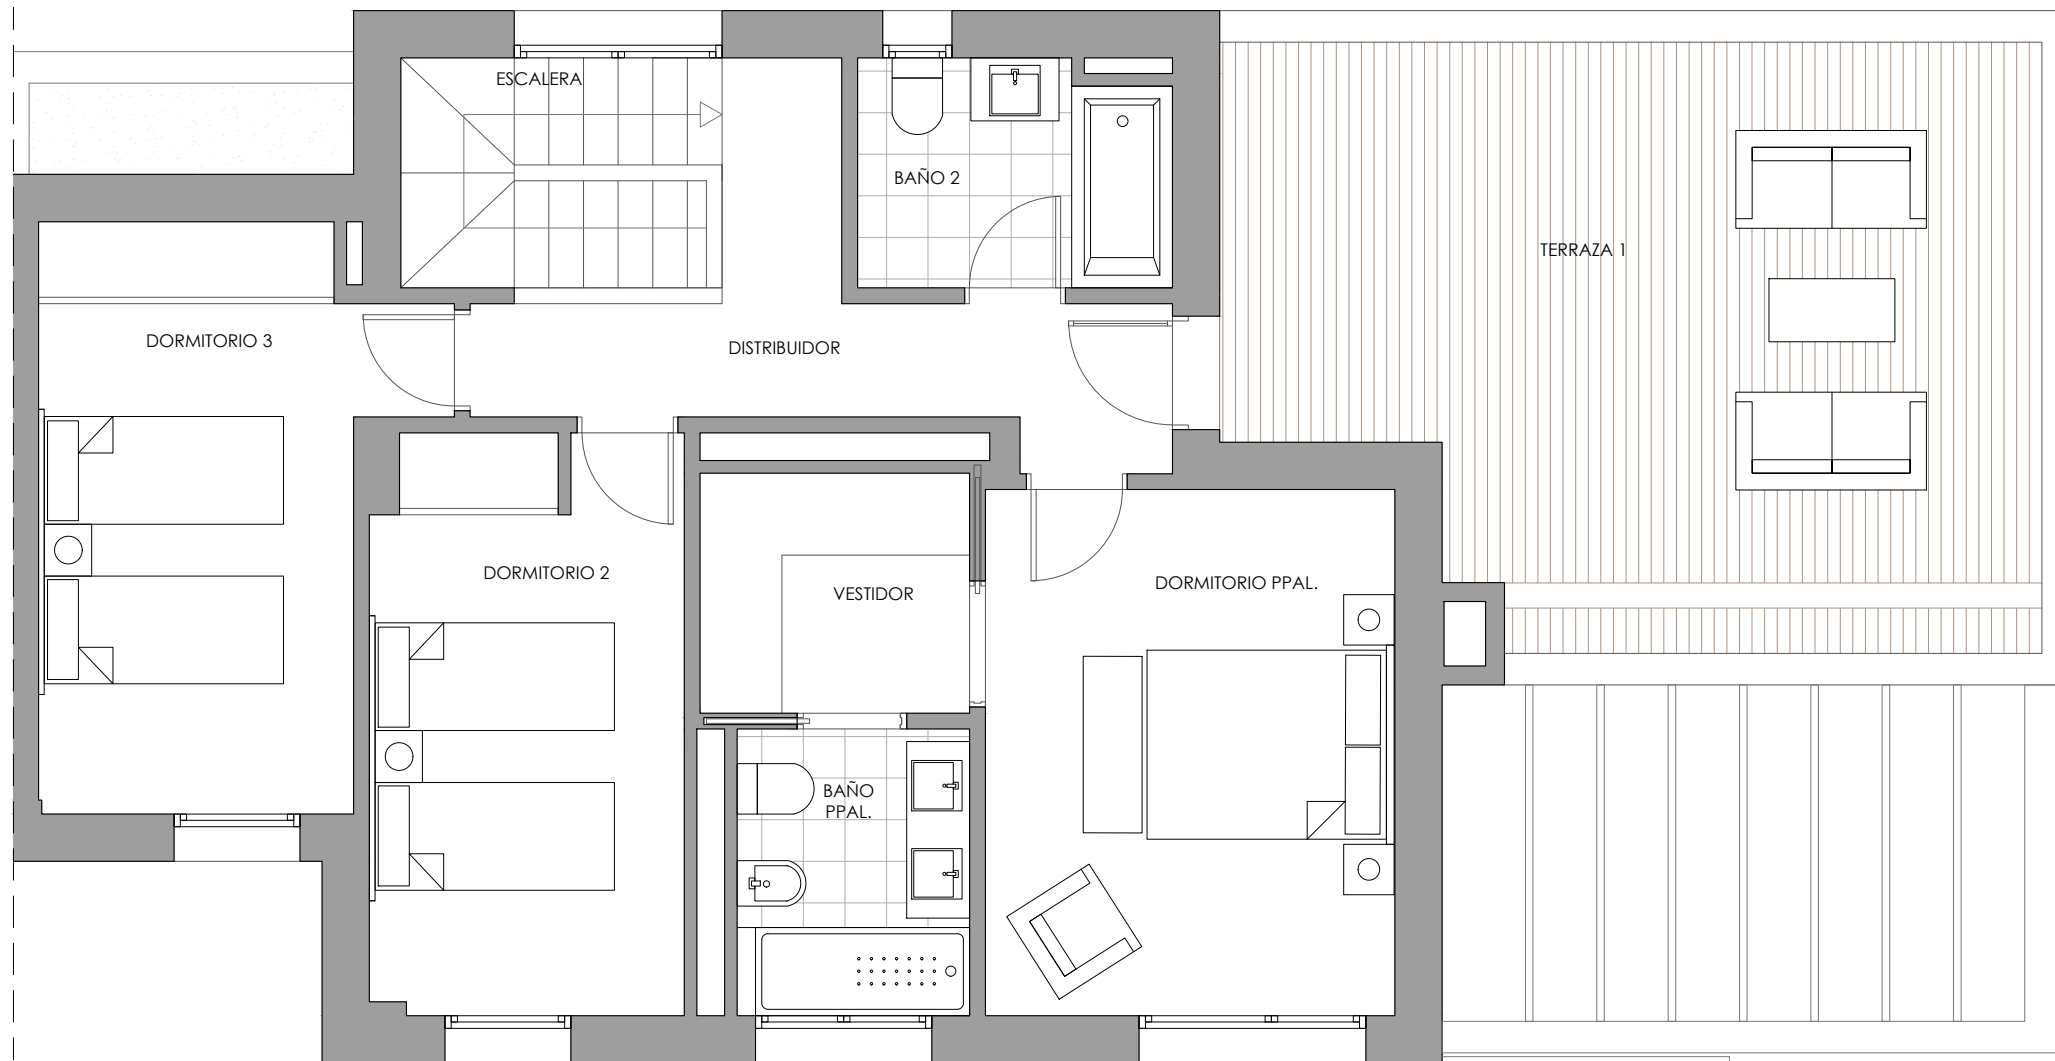 ESCALERA
BAÑO 2
TERRAZA 1
DORMITORIO 3
DISTRIBUIDOR
DORMITORIO 2
VESTIDOR
DORMITORIO PPAL.
BAÑO
PPAL.